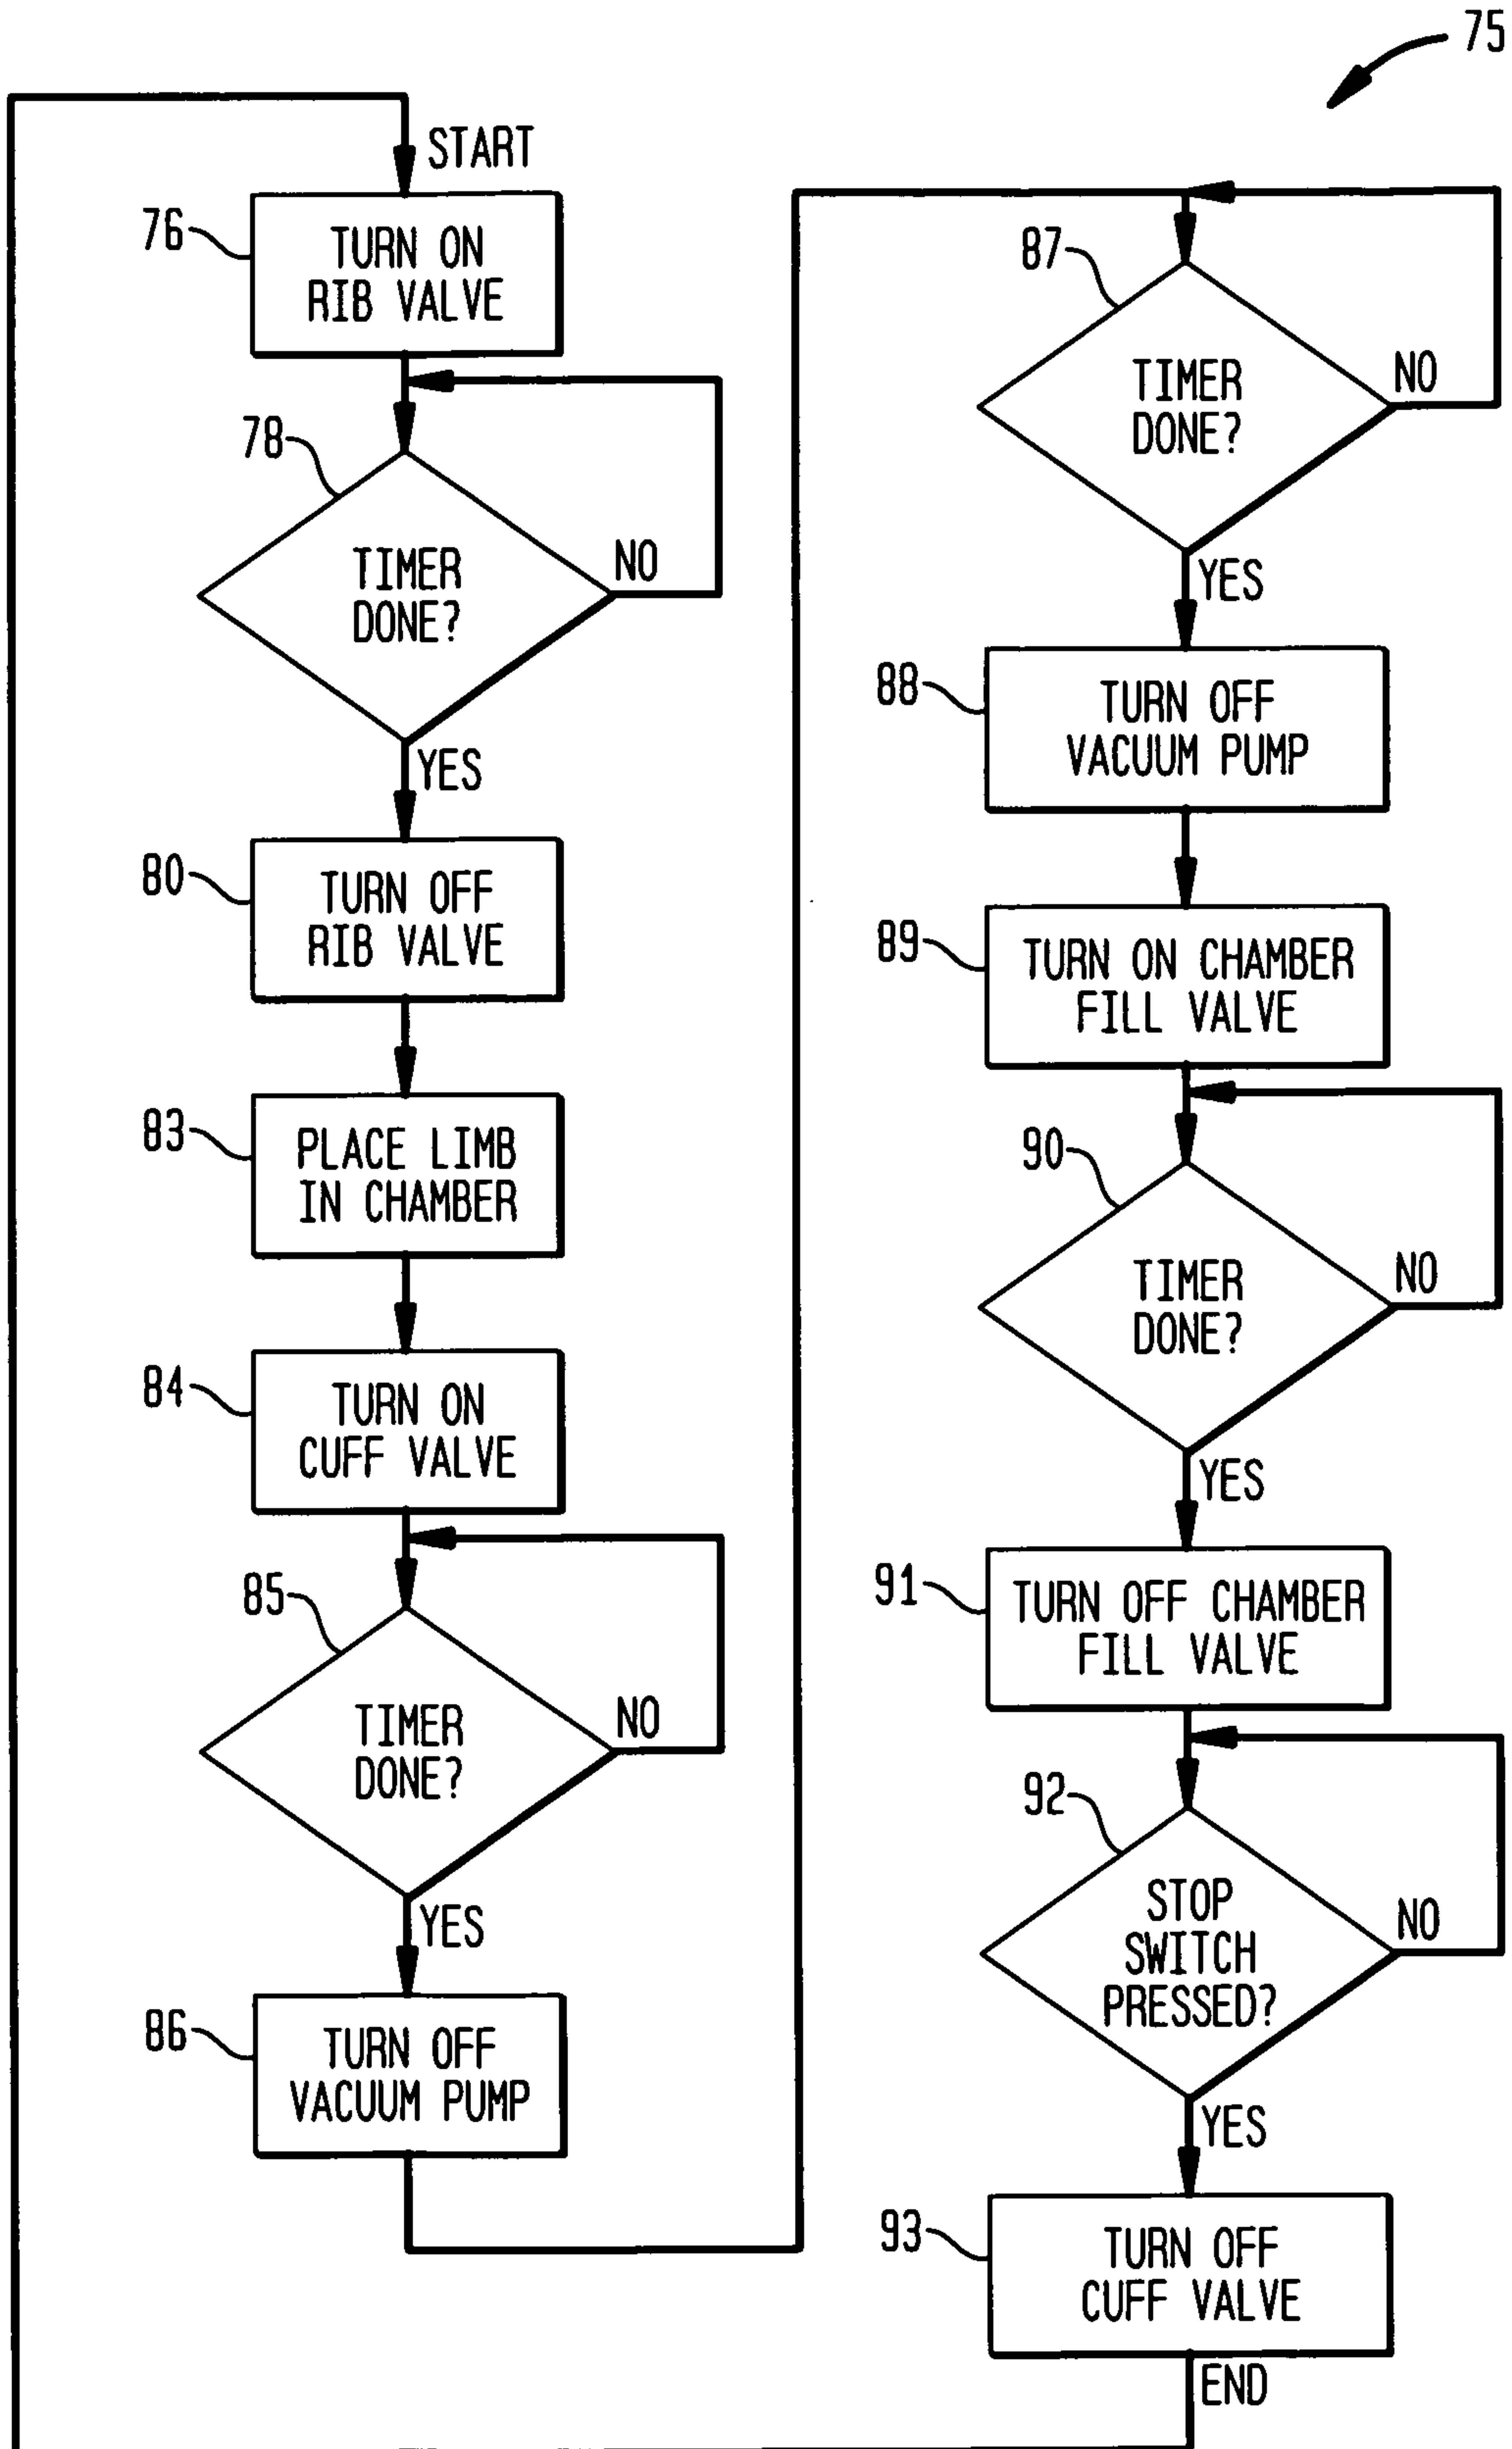 75
START
76
TURN ON
RIB VALVE
78
TIMER
DONE?
NO
YES
80
TURN OFF
RIB VALVE
83
PLACE LIMB
IN CHAMBER
84
TURN ON
CUFF VALVE
85
TIMER
DONE?
NO
YES
86
TURN OFF
VACUUM PUMP
87
TIMER
DONE?
NO
YES
88
TURN OFF
VACUUM PUMP
89
TURN ON CHAMBER
FILL VALVE
90
TIMER
DONE?
NO
YES
91
TURN OFF CHAMBER
FILL VALVE
92
STOP
SWITCH
PRESSED?
NO
YES
93
TURN OFF
CUFF VALVE
END